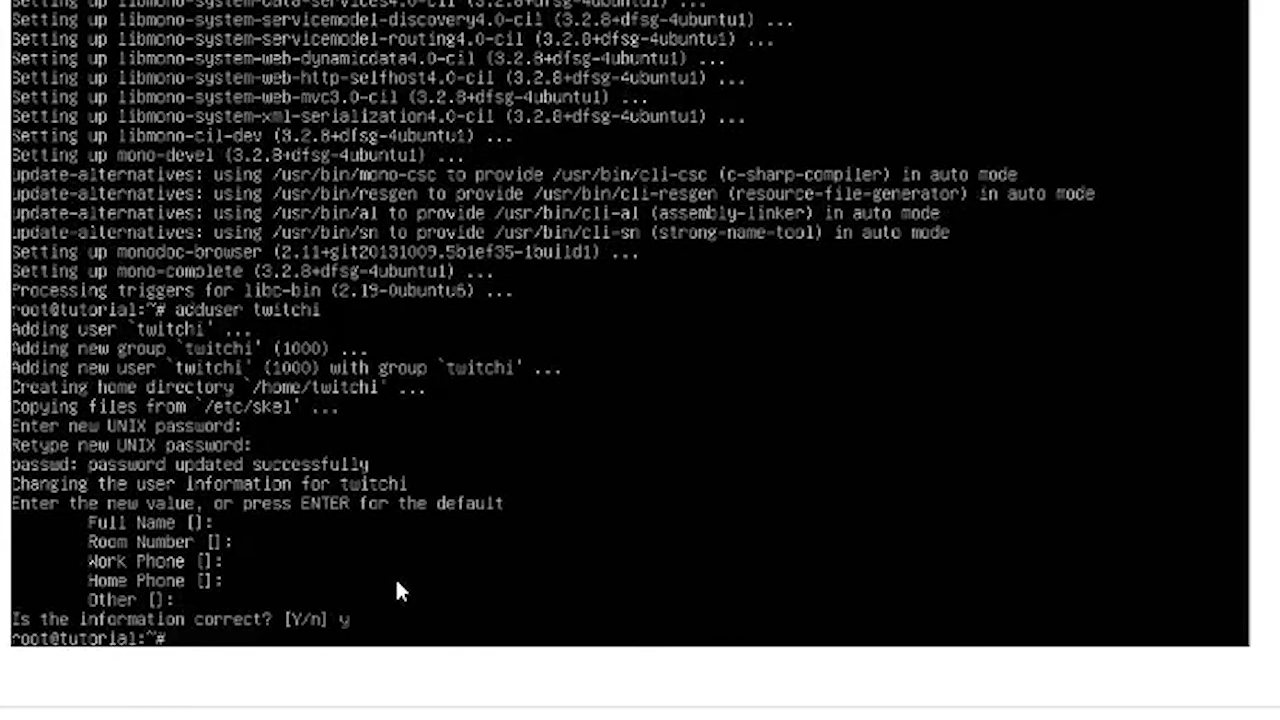 Setting up libmono-system-data-services4.0-cil (3.2.8+dfsg-4ubuntu1) ...
Setting up libmono-system-servicemodel-discovery4.0-cil (3.2.8+dfsg-4ubuntu1) ...
Setting up libmono-system-servicemodel-routing4.0-cil (3.2.8+dfsg-4ubuntu1) ...
Setting up libmono-system-web-dynamicdata4.0-cil (3.2.8+dfsg-4ubuntu1) ...
Setting up libmono-system-web-http-selfhost4.0-cil (3.2.8+dfsg-4ubuntu1) ...
Setting up libmono-system-web-mvc3.0-cil (3.2.8+dfsg-4ubuntu1) ...
Setting up libmono-system-xml-serialization4.0-cil (3.2.8+dfsg-4ubuntu1) ...
Setting up libmono-cil-dev (3.2.8+dfsg-4ubuntu1) ...
Setting up mono-devel (3.2.8+dfsg-4ubuntu1) ...
update-alternatives: using /usr/bin/mono-csc to provide /usr/bin/cli-csc (c-sharp-compiler) in auto mode
update-alternatives: using /usr/bin/resgen to provide /usr/bin/cli-resgen (resource-file-generator) in auto mode
update-alternatives: using /usr/bin/al to provide /usr/bin/cli-al (assembly-linker) in auto mode
update-alternatives: using /usr/bin/sn to provide /usr/bin/cli-sn (strong-name-tool) in auto mode
Setting up monodoc-browser (2.11+git20131009.5b1ef35-1build1) ...
Setting up mono-complete (3.2.8+dfsg-4ubuntu1) ...
Processing triggers for libc-bin (2.19-0ubuntu6) ...
root@tutorial:~# adduser twitchi
Adding user `twitchi' ...
Adding new group `twitchi' (1000) ...
Adding new user `twitchi' (1000) with group `twitchi' ...
Creating home directory `/home/twitchi' ...
Copying files from `/etc/skel' ...
Enter new UNIX password:
Retype new UNIX password:
passwd: password updated successfully
Changing the user information for twitchi
Enter the new value, or press ENTER for the default
Full Name []:
Room Number []:
Work Phone []:
Home Phone []:
Other []:
Is the information correct? [Y/n] y
root@tutorial:~#